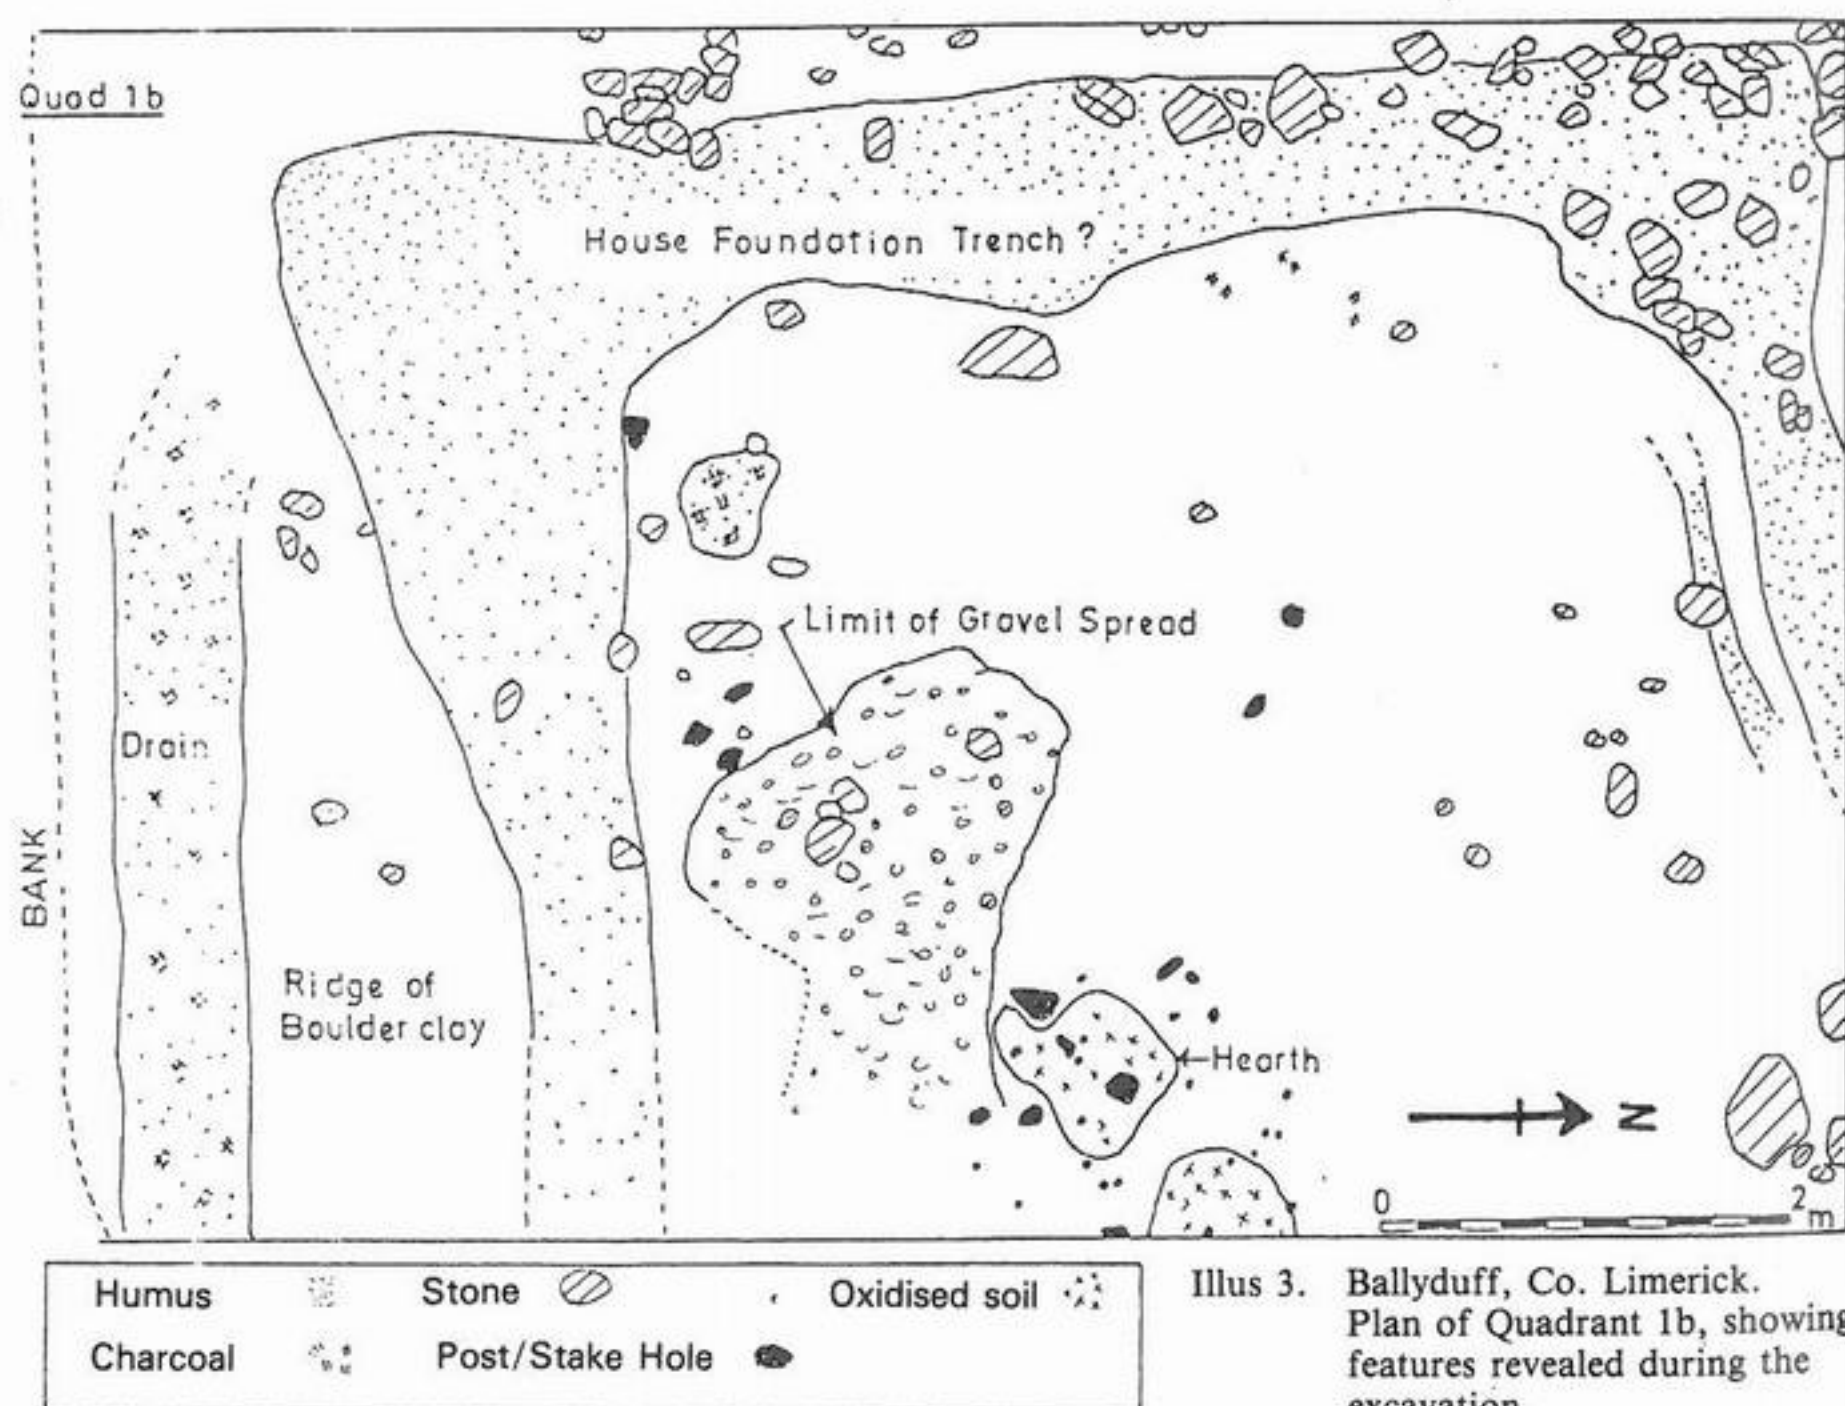 Quad 1b
House Foundation Trench?
Limit of Gravel Spread
Drain
BANK
Ridge of
Boulder clay
Hearth
N
0 2
m
Humus Stone Oxidised soil
Charcoal Post/Stake Hole
Illus 3. Ballyduff, Co. Limerick.
Plan of Quadrant 1b, showing
features revealed during the
excavation